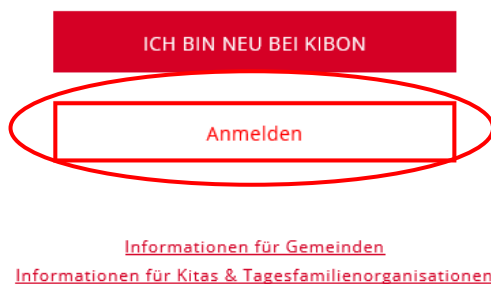 ICH BIN NEU BEI KIBON
Anmelden
Informationen für Gemeinden
Informationen für Kitas & Tagesfamilienorganisationen